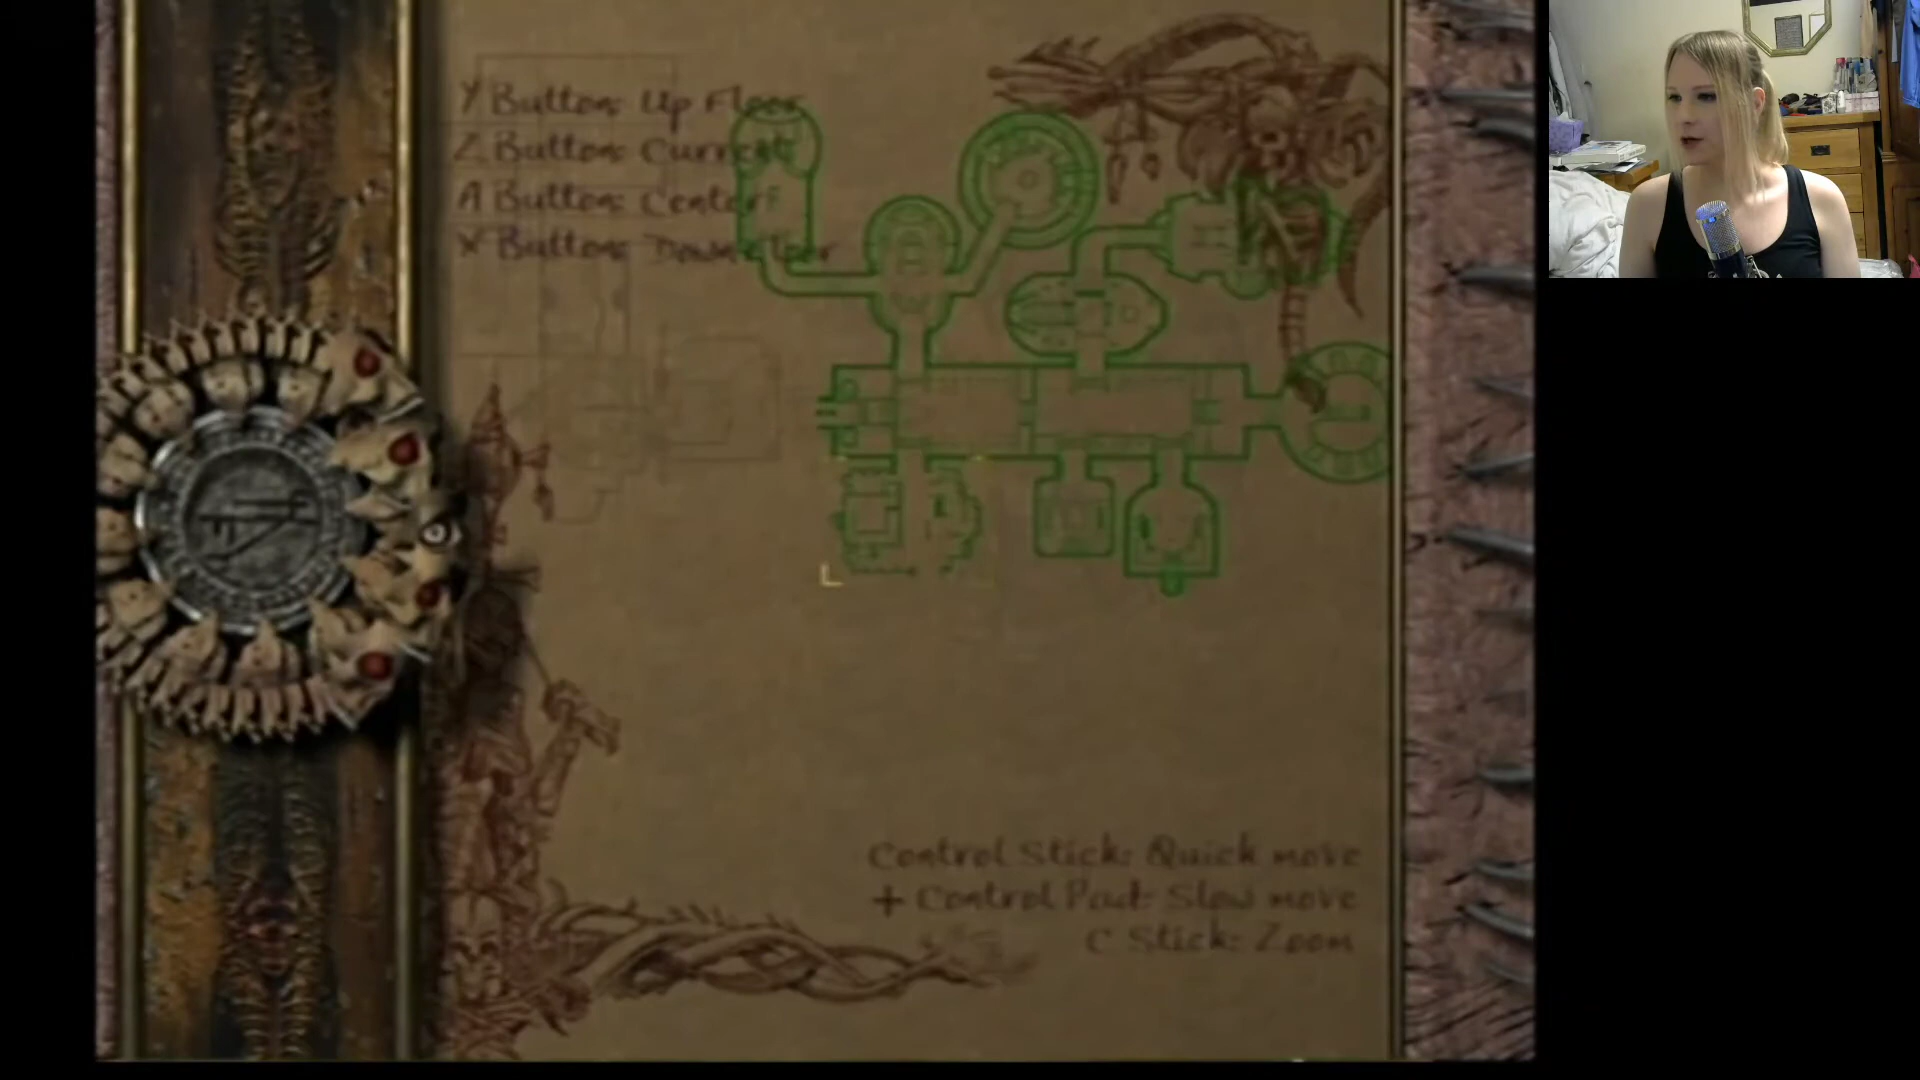 Y Button: Up Floor
Z Button: Current
A Button: Center
X Button: Down Floor
Control Stick: Quick move
+ Control Pad: Slow move
C Stick: Zoom